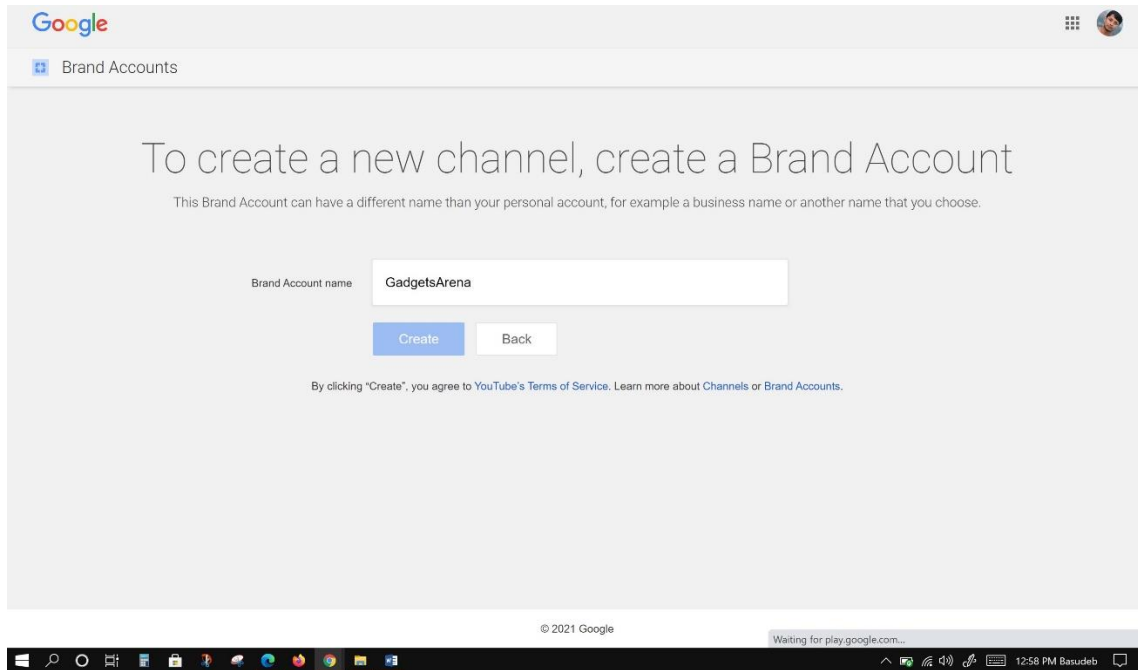 Google
Brand Accounts
To create a new channel, create a Brand Account
This Brand Account can have a different name than your personal account, for example a business name or another name that you choose.
Brand Account name
GadgetsArena
Create
Back
By clicking "Create", you agree to YouTube's Terms of Service. Learn more about Channels or Brand Accounts.
© 2021 Google
Waiting for play.google.com...
12:58 PM Basudeb